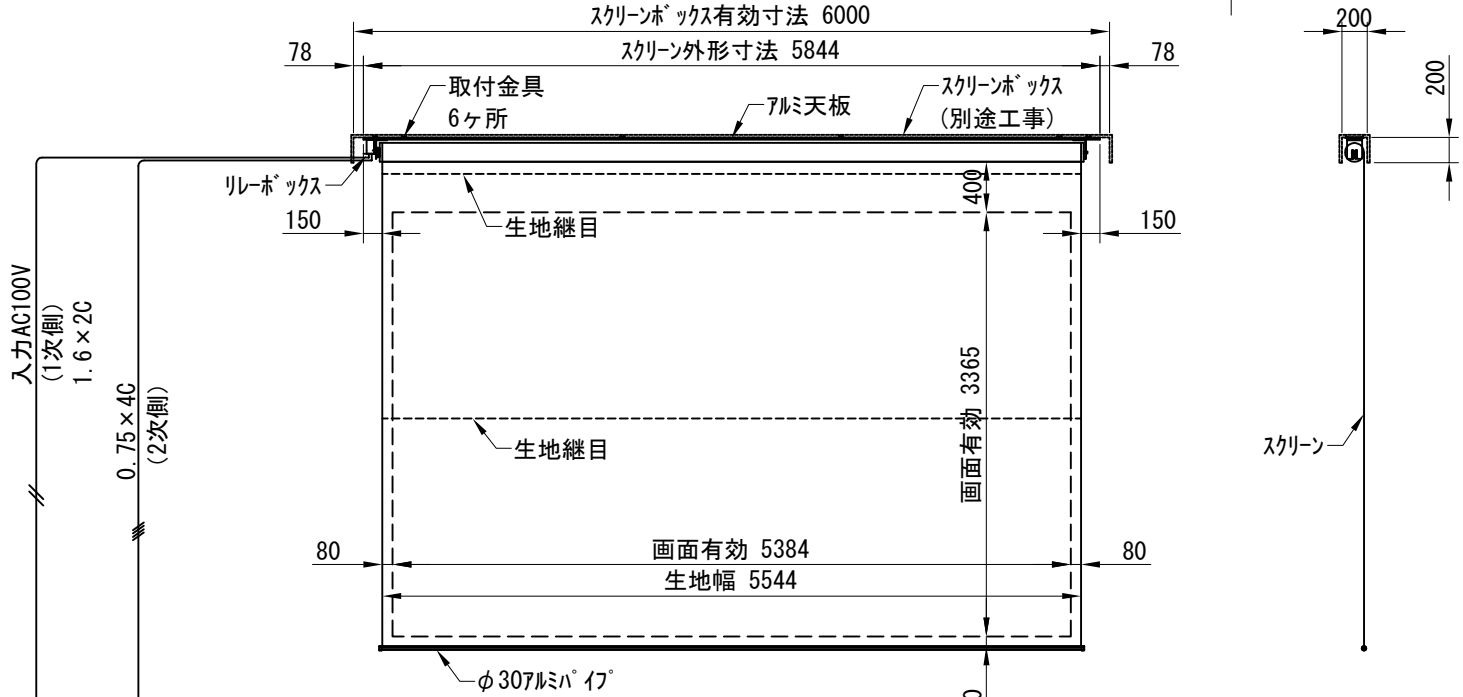 スクリーンボックス有効寸法 6000
200
78
スクリーン外形寸法 5844
78
取付金具
6ヶ所
アルミ天板
スクリーンボックス
(別途工事)
200
リレーボックス
400
150
生地継目
150
入力AC100V
(1次側)
1.6×2C
0.75×4C
(2次側)
画面有効 3365
生地継目
スクリーン
80
画面有効 5384
80
生地幅 5544
φ30アルミパイプ